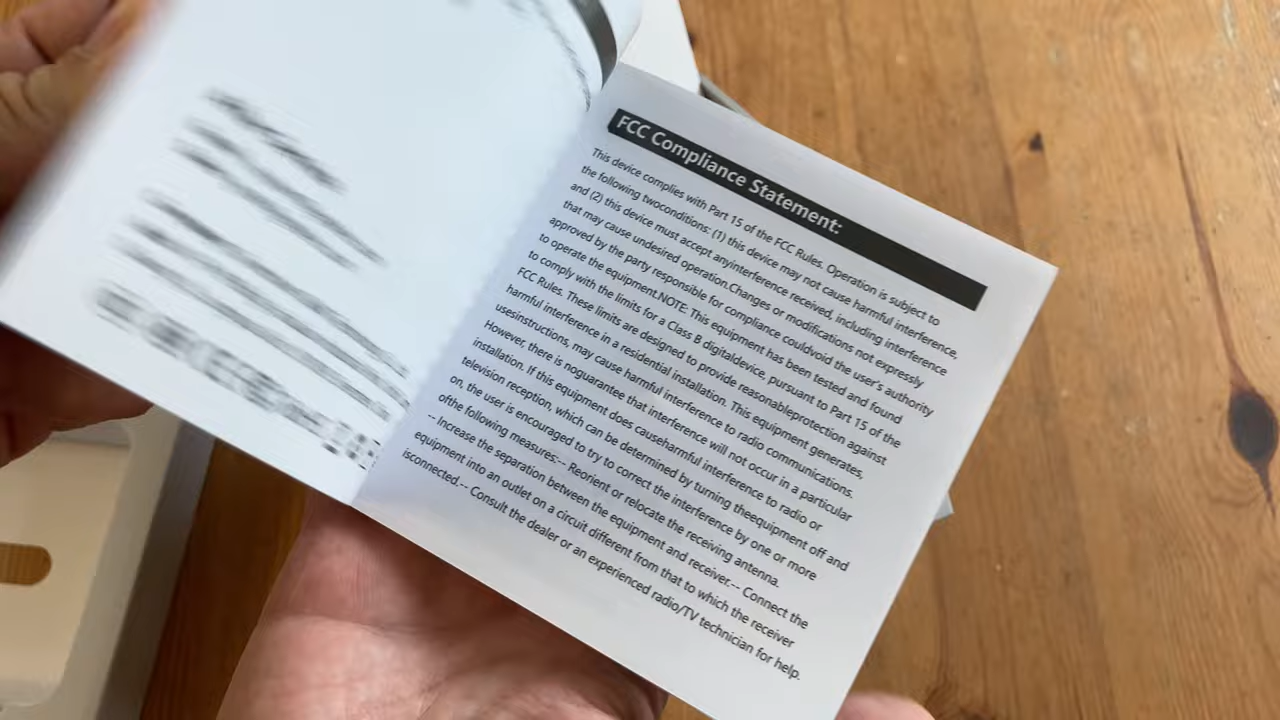 FCC Compliance Statement:
This device complies with Part 15 of the FCC Rules. Operation is subject to
the following twoconditions: (1) this device may not cause harmful interference,
and (2) this device must accept anyinterference received, including interference
that may cause undesired operation.Changes or modifications not expressly
approved by the party responsible for compliance couldvoid the user's authority
to operate the equipment.NOTE: This equipment has been tested and found
to comply with the limits for a Class B digitaldevice, pursuant to Part 15 of the
FCC Rules. These limits are designed to provide reasonableprotection against
harmful interference in a residential installation. This equipment generates,
usesinstructions, may cause harmful interference to radio communications.
However, there is noguarantee that interference will not occur in a particular
installation. If this equipment does causeharmful interference to radio or
television reception, which can be determined by turning theequipment off and
on, the user is encouraged to try to correct the interference by one or more
ofthe following measures:-- Reorient or relocate the receiving antenna.
-- Increase the separation between the equipment and receiver.-- Connect the
equipment into an outlet on a circuit different from that to which the receiver
isconnected.-- Consult the dealer or an experienced radio/TV technician for help.